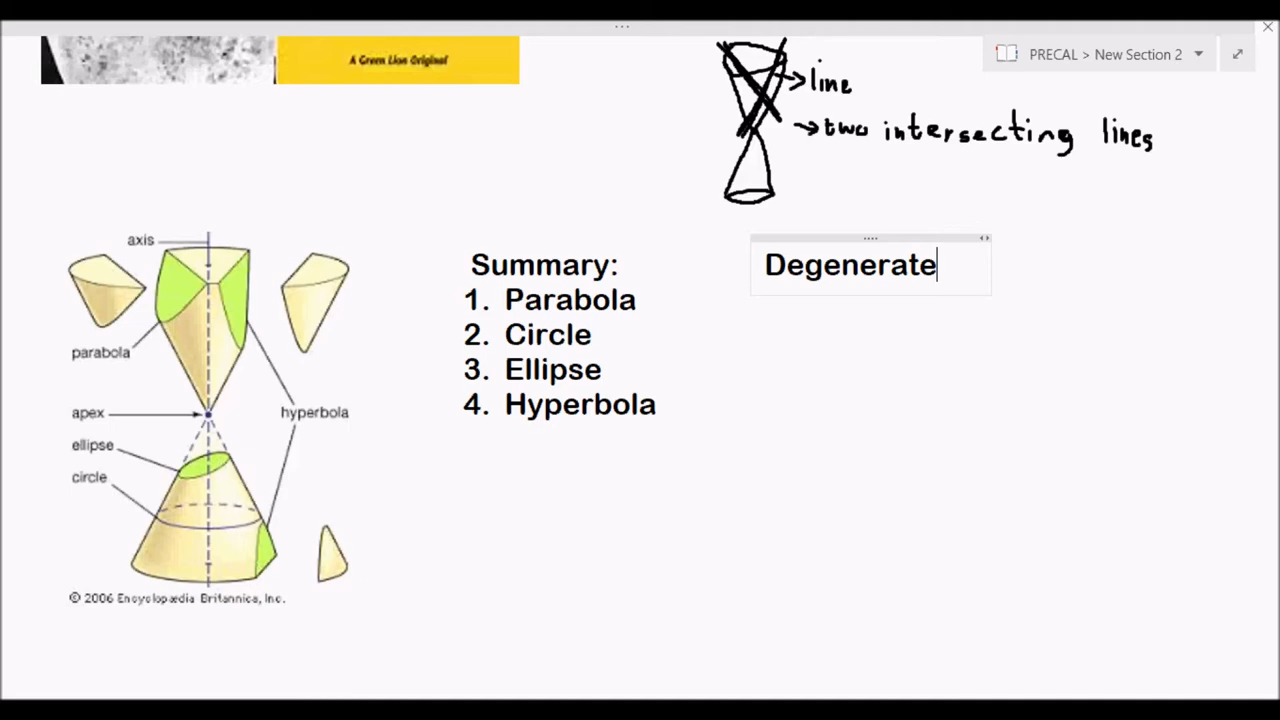 A Green Lion Original
PRECAL > New Section 2
line
two intersecting lines
axis
parabola
apex
hyperbola
ellipse
circle
© 2006 Encyclopædia Britannica, Inc.
Summary:
1. Parabola
2. Circle
3. Ellipse
4. Hyperbola
Degenerate